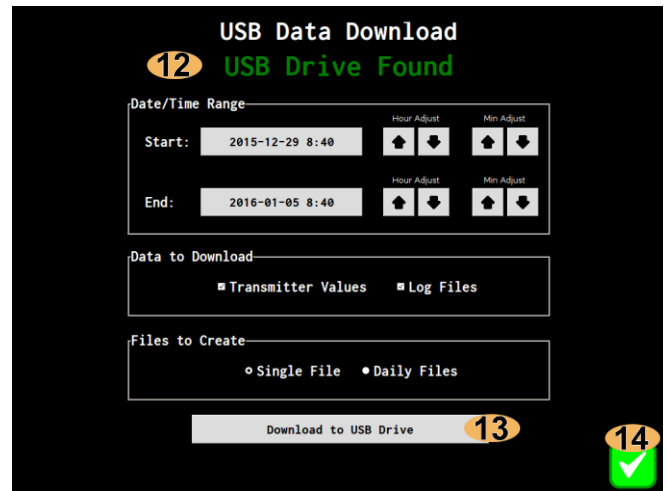 USB Data Download
12 USB Drive Found
Date/Time Range
Hour Adjust Min Adjust
Start: 2015-12-29 8:40
Hour Adjust Min Adjust
End: 2016-01-05 8:40
Data to Download
Transmitter Values Log Files
Files to Create
Single File Daily Files
Download to USB Drive 13
14